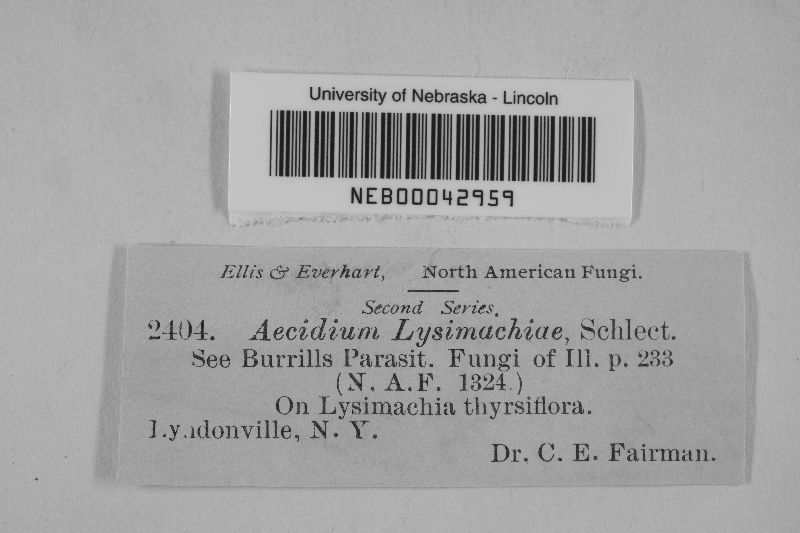 University of Nebraska - Lincoln
NEB00042959
Ellis & Everhart, North American Fungi.
Second Series.
2404. Aecidium Lysimachiae, Schlect.
See Burrills Parasit. Fungi of Ill. p. 233
(N. A.F. 1324.)
On Lysimachia thyrsiflora.
Lyndonville, N. Y.
Dr. C. E. Fairman.